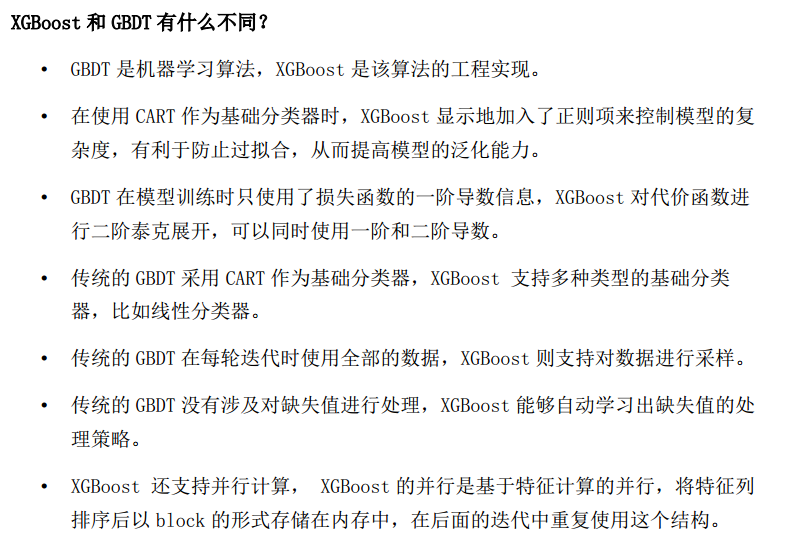 XGBoost 和 GBDT 有什么不同？
• GBDT 是机器学习算法，XGBoost 是该算法的工程实现。
• 在使用 CART 作为基础分类器时，XGBoost 显示地加入了正则项来控制模型的复
杂度，有利于防止过拟合，从而提高模型的泛化能力。
• GBDT 在模型训练时只使用了损失函数的一阶导数信息，XGBoost 对代价函数进
行二阶泰克展开，可以同时使用一阶和二阶导数。
• 传统的 GBDT 采用 CART 作为基础分类器，XGBoost 支持多种类型的基础分类
器，比如线性分类器。
• 传统的 GBDT 在每轮迭代时使用全部的数据，XGBoost 则支持对数据进行采样。
• 传统的 GBDT 没有涉及对缺失值进行处理，XGBoost 能够自动学习出缺失值的处
理策略。
• XGBoost 还支持并行计算， XGBoost 的并行是基于特征计算的并行，将特征列
排序后以 block 的形式存储在内存中，在后面的迭代中重复使用这个结构。